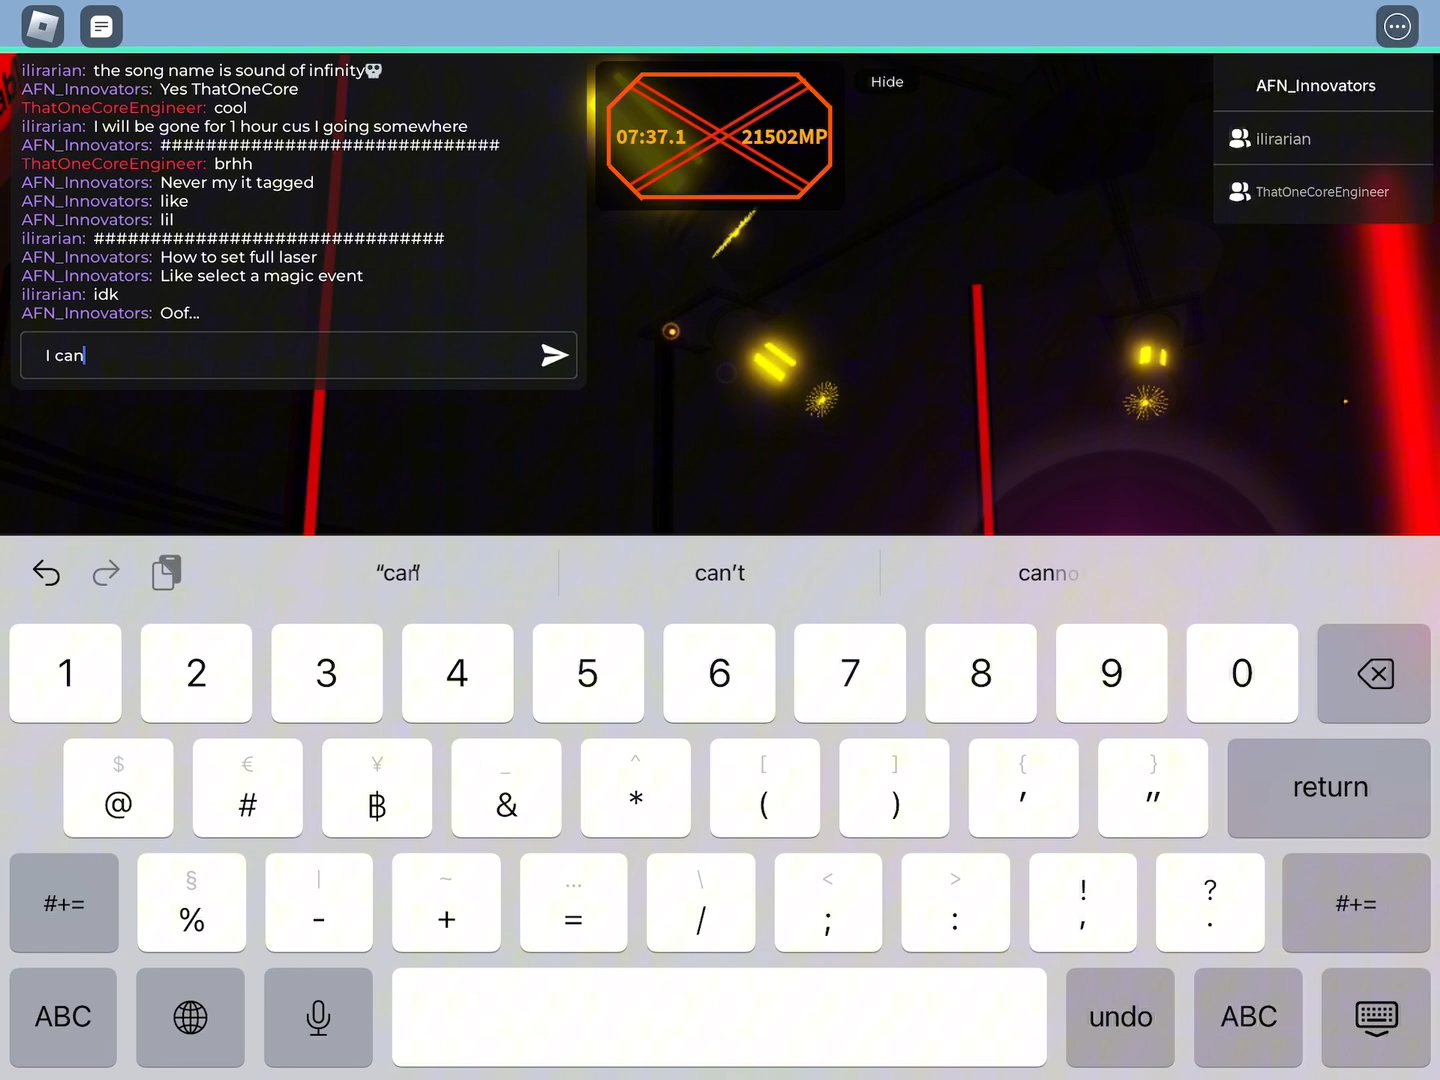 ilirarian: the song name is sound of infinity💀
AFN_Innovators: Yes ThatOneCore
ThatOneCoreEngineer: cool
ilirarian: I will be gone for 1 hour cus I going somewhere
AFN_Innovators: ##############################
ThatOneCoreEngineer: brhh
AFN_Innovators: Never my it tagged
AFN_Innovators: like
AFN_Innovators: lil
ilirarian: ###############################
AFN_Innovators: How to set full laser
AFN_Innovators: Like select a magic event
ilirarian: idk
AFN_Innovators: Oof...
I can
07:37.1 21502MP
Hide
AFN_Innovators
ilirarian
ThatOneCoreEngineer
“can” can’t canno
1 2 3 4 5 6 7 8 9 0
$ € ¥ _ ^ [ ] { }
@ # ฿ & * ( ) ' " return
§ | ~ … \ < > ! ?
#+= % - + = / ; : , . #+=
ABC undo ABC